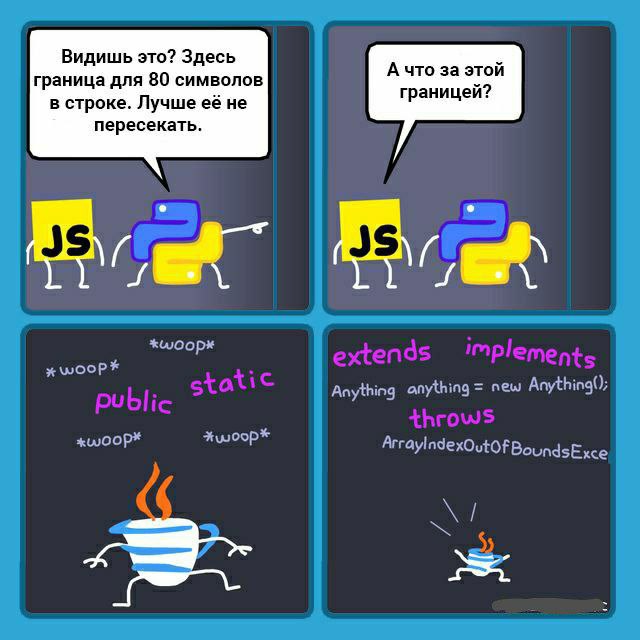 Видишь это? Здесь
граница для 80 символов
в строке. Лучше её не
пересекать.
JS
А что за этой
границей?
JS
*woop*
*woop*
static
public
*woop*
*woop*
extends implements
Anything anything = new Anything();
throws
ArrayIndexOutOfBoundsExce